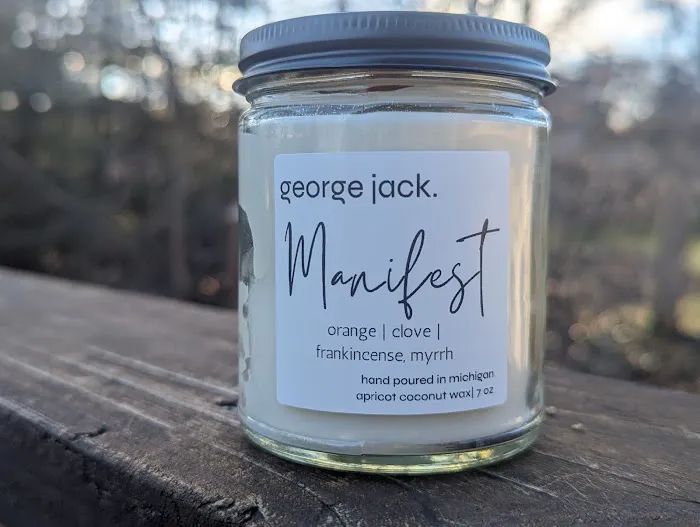 george jack.
Manifest
orange | clove |
frankincense, myrrh
hand poured in michigan
apricot coconut wax| 7 oz